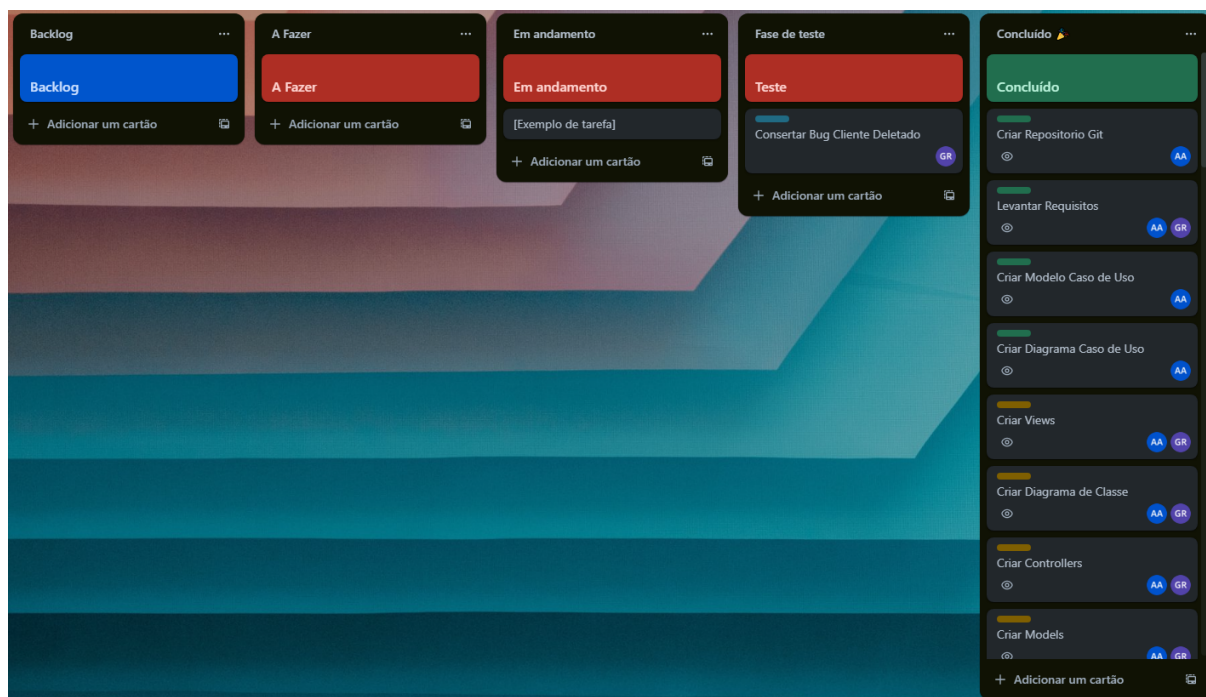 Backlog
Backlog
+ Adicionar um cartão
A Fazer
A Fazer
+ Adicionar um cartão
Em andamento
Em andamento
[Exemplo de tarefa]
+ Adicionar um cartão
Fase de teste
Teste
Consertar Bug Cliente Deletado
GR
+ Adicionar um cartão
Concluído 🎉
Concluído
Criar Repositorio Git
AA
Levantar Requisitos
AA GR
Criar Modelo Caso de Uso
AA
Criar Diagrama Caso de Uso
AA
Criar Views
AA GR
Criar Diagrama de Classe
AA GR
Criar Controllers
AA GR
Criar Models
AA GR
+ Adicionar um cartão